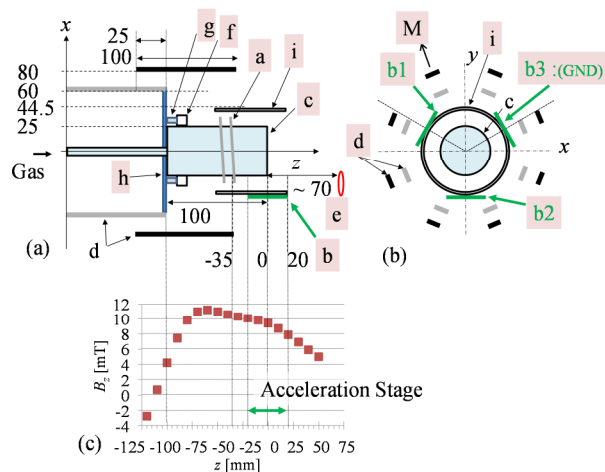 x
25
100
g
f
a
i
c
80
60
44.5
25
Gas
z
h
~ 70
e
100
(a)
d
-35
0
20
b
M
y
i
b1
b3 :(GND)
c
d
x
b2
(b)
12
10
8
6
4
2
0
-2
-4
B_z [mT]
Acceleration Stage
(c)
-125 -100 -75 -50 -25 0 25 50 75
z [mm]